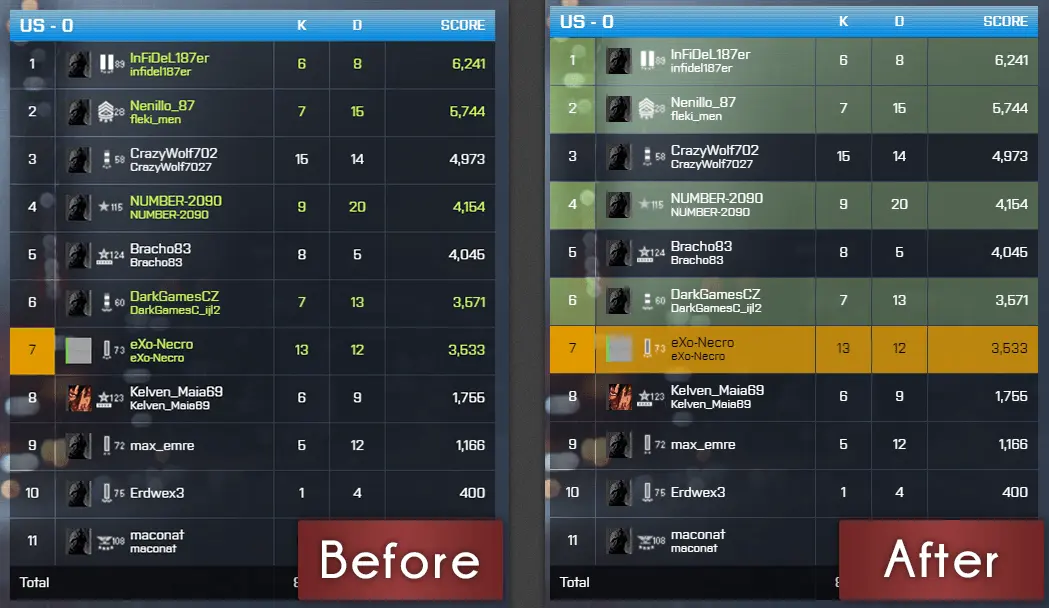 US - 0 K D SCORE
1 89 InFiDeL187er 6 8 6,241
infidel187er
2 28 Nenillo_87 7 15 5,744
fleki_men
3 58 CrazyWolf702 15 14 4,973
CrazyWolf7027
4 115 NUMBER-2090 9 20 4,154
NUMBER-2090
5 124 Bracho83 8 5 4,045
Bracho83
6 60 DarkGamesCZ 7 13 3,571
DarkGamesC_ijl2
7 73 eXo-Necro 13 12 3,533
eXo-Necro
8 123 Kelven_Maia69 6 9 1,755
Kelven_Maia69
9 72 max_emre 5 12 1,166
10 75 Erdwex3 1 4 400
11 108 maconat
maconat
Total
Before
US - 0 K D SCORE
1 89 InFiDeL187er 6 8 6,241
infidel187er
2 28 Nenillo_87 7 15 5,744
fleki_men
3 58 CrazyWolf702 15 14 4,973
CrazyWolf7027
4 115 NUMBER-2090 9 20 4,154
NUMBER-2090
5 124 Bracho83 8 5 4,045
Bracho83
6 60 DarkGamesCZ 7 13 3,571
DarkGamesC_ijl2
7 73 eXo-Necro 13 12 3,533
eXo-Necro
8 123 Kelven_Maia69 6 9 1,755
Kelven_Maia69
9 72 max_emre 5 12 1,166
10 75 Erdwex3 1 4 400
11 108 maconat
maconat
Total
After